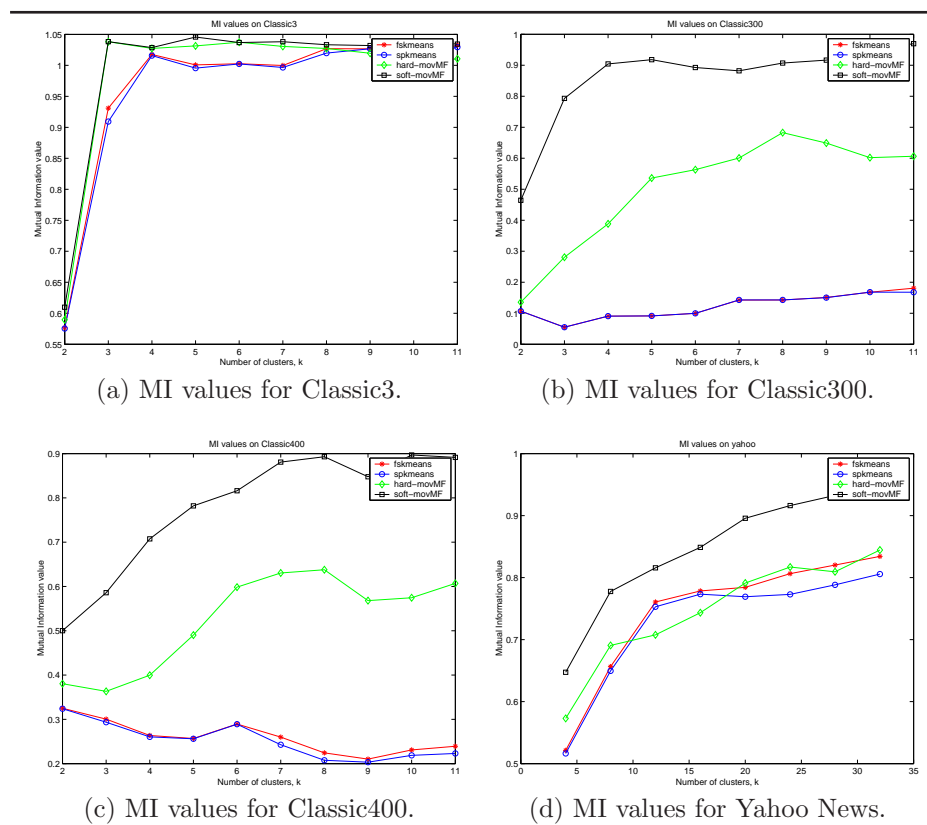 MI values on Classic3
1.05
1
0.95
0.9
0.85
0.8
0.75
0.7
0.65
0.6
0.55
Mutual Information value
fskmeans
spkmeans
hard−movMF
soft−movMF
2 3 4 5 6 7 8 9 10 11
Number of clusters, k
(a) MI values for Classic3.
MI values on Classic300
1
0.9
0.8
0.7
0.6
0.5
0.4
0.3
0.2
0.1
0
Mutual Information value
fskmeans
spkmeans
hard−movMF
soft−movMF
2 3 4 5 6 7 8 9 10 11
Number of clusters, k
(b) MI values for Classic300.
MI values on Classic400
0.9
0.8
0.7
0.6
0.5
0.4
0.3
0.2
Mutual Information value
fskmeans
spkmeans
hard−movMF
soft−movMF
2 3 4 5 6 7 8 9 10 11
Number of clusters, k
(c) MI values for Classic400.
MI values on yahoo
1
0.9
0.8
0.7
0.6
0.5
Mutual Information value
fskmeans
spkmeans
hard−movMF
soft−movMF
0 5 10 15 20 25 30 35
Number of clusters, k
(d) MI values for Yahoo News.